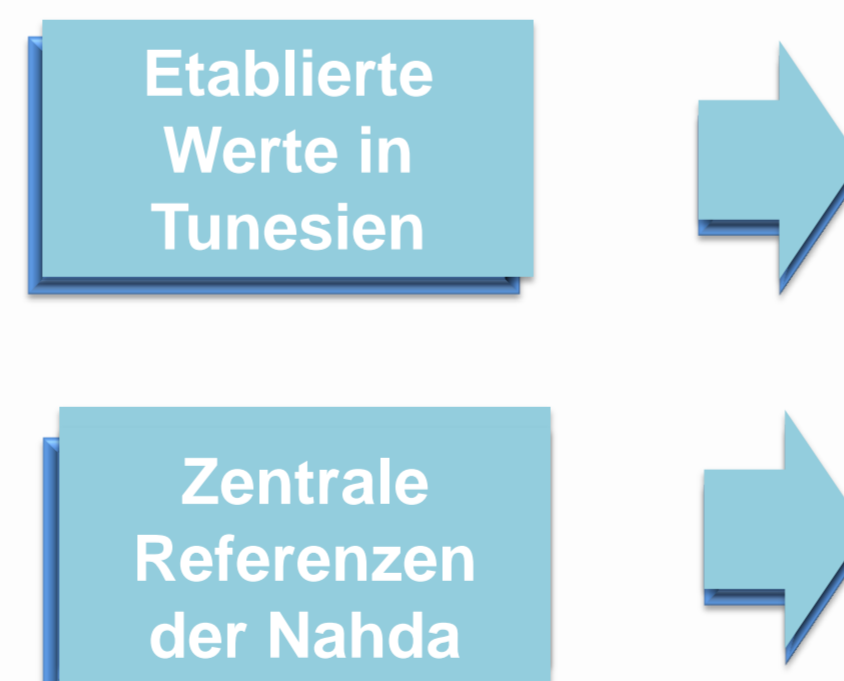 Etablierte
Werte in
Tunesien
Zentrale
Referenzen
der Nahda